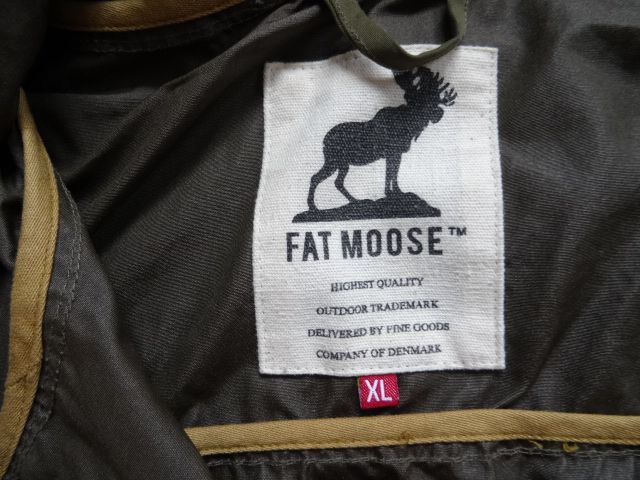 FAT MOOSE™
HIGHEST QUALITY
OUTDOOR TRADEMARK
DELIVERED BY FINE GOODS
COMPANY OF DENMARK
XL